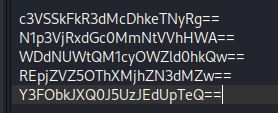 c3VSSkFkR3dMcDhkeTNyRg==
N1p3VjRxdGc0MmNtVVhHWA==
WDdNUWtQM1cyOWZld0hkQw==
REpjZVZ5OThXMjhZN3dMZw==
Y3FObkJXQ0J5UzJEdUpTeQ==